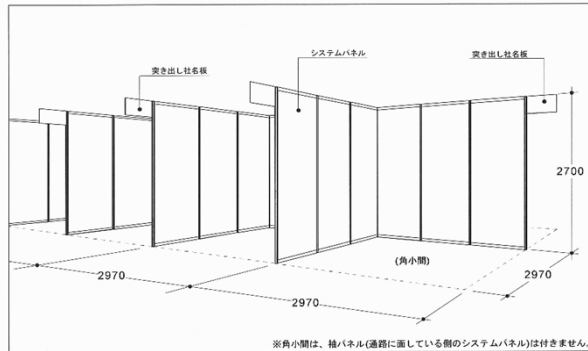 突き出し社名板
システムパネル
突き出し社名板
2700
(角小間)
2970
2970
2970
※角小間は、袖パネル(通路に面している側のシステムパネル)は付きません。